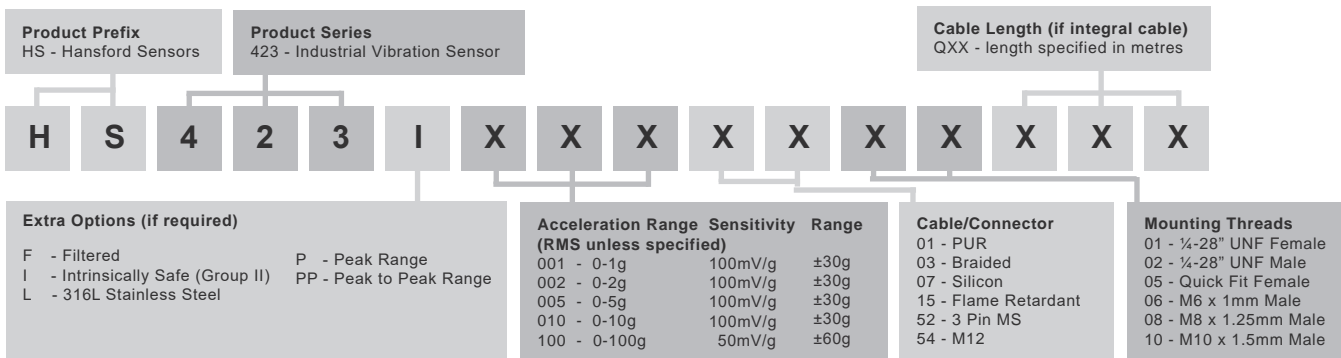 Product Prefix
HS - Hansford Sensors
Product Series
423 - Industrial Vibration Sensor
Cable Length (if integral cable)
QXX - length specified in metres
H S 4 2 3 I X X X X X X X X X X
Extra Options (if required)
F - Filtered
I - Intrinsically Safe (Group II)
L - 316L Stainless Steel
P - Peak Range
PP - Peak to Peak Range
Acceleration Range Sensitivity Range
(RMS unless specified)
001 - 0-1g 100mV/g ±30g
002 - 0-2g 100mV/g ±30g
005 - 0-5g 100mV/g ±30g
010 - 0-10g 100mV/g ±30g
100 - 0-100g 50mV/g ±60g
Cable/Connector
01 - PUR
03 - Braided
07 - Silicon
15 - Flame Retardant
52 - 3 Pin MS
54 - M12
Mounting Threads
01 - ¼-28” UNF Female
02 - ¼-28” UNF Male
05 - Quick Fit Female
06 - M6 x 1mm Male
08 - M8 x 1.25mm Male
10 - M10 x 1.5mm Male